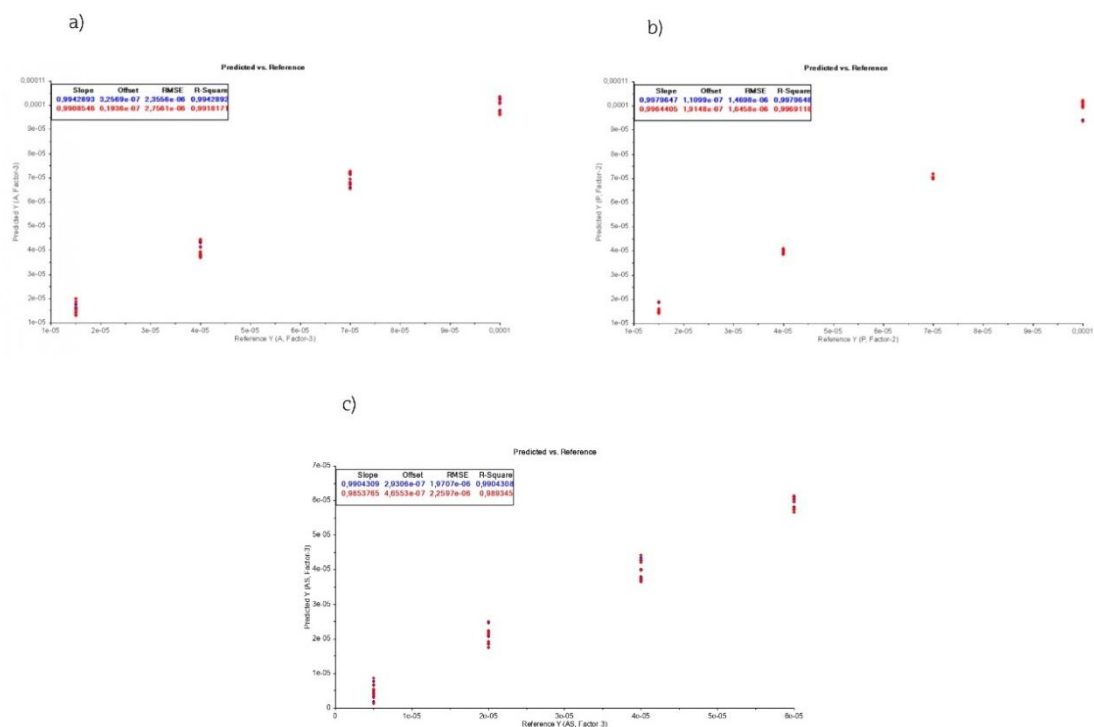 a)
Predicted vs. Reference
0,00011
Slope Offset RMSE R-Square
0,9942893 3,2569e-07 2,3556e-06 0,9942893
0,9908546 6,1936e-07 2,7561e-06 0,9918171
0,0001
9e-05
8e-05
7e-05
6e-05
5e-05
4e-05
3e-05
2e-05
1e-05
Predicted Y (A, Factor-3)
1e-05 2e-05 3e-05 4e-05 5e-05 6e-05 7e-05 8e-05 9e-05 0,0001
Reference Y (A, Factor-3)
b)
Predicted vs. Reference
0,00011
Slope Offset RMSE R-Square
0,9979647 1,1099e-07 1,4698e-06 0,9979648
0,9964405 1,9148e-07 1,6458e-06 0,9969118
0,0001
9e-05
8e-05
7e-05
6e-05
5e-05
4e-05
3e-05
2e-05
1e-05
Predicted Y (P, Factor-2)
1e-05 2e-05 3e-05 4e-05 5e-05 6e-05 7e-05 8e-05 9e-05 0,0001
Reference Y (P, Factor-2)
c)
Predicted vs. Reference
7e-05
Slope Offset RMSE R-Square
0,9904309 2,9306e-07 1,9707e-06 0,9904308
0,9853765 4,6553e-07 2,2597e-06 0,989345
6e-05
5e-05
4e-05
3e-05
2e-05
1e-05
0
Predicted Y (AS, Factor-3)
0 1e-05 2e-05 3e-05 4e-05 5e-05 6e-05
Reference Y (AS, Factor 3)